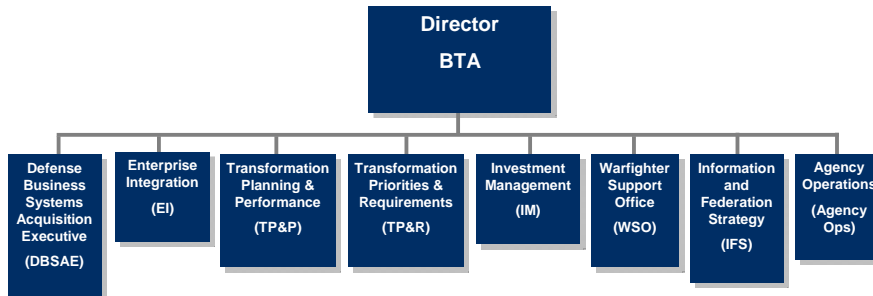 Director
BTA
Defense
Business
Systems
Acquisition
Executive
(DBSAE)
Enterprise
Integration
(EI)
Transformation
Planning &
Performance
(TP&P)
Transformation
Priorities &
Requirements
(TP&R)
Investment
Management
(IM)
Warfighter
Support
Office
(WSO)
Information
and
Federation
Strategy
(IFS)
Agency
Operations
(Agency
Ops)